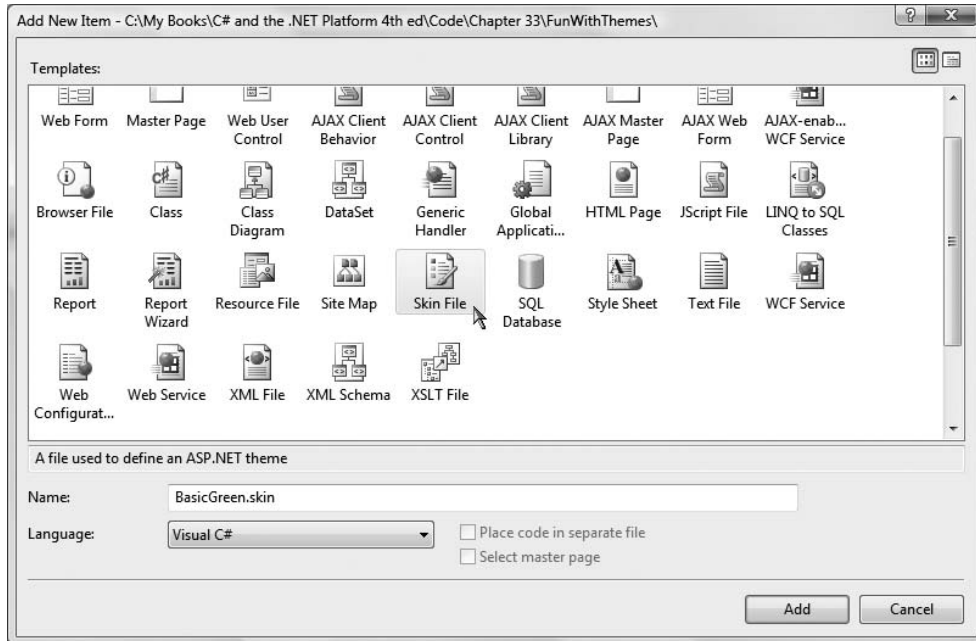 Add New Item - C:\My Books\C# and the .NET Platform 4th ed\Code\Chapter 33\FunWithThemes\
Templates:
Web Form
Master Page
Web User Control
AJAX Client Behavior
AJAX Client Control
AJAX Client Library
AJAX Master Page
AJAX Web Form
AJAX-enab... WCF Service
Browser File
Class
Class Diagram
DataSet
Generic Handler
Global Applicati...
HTML Page
JScript File
LINQ to SQL Classes
Report
Report Wizard
Resource File
Site Map
Skin File
SQL Database
Style Sheet
Text File
WCF Service
Web Configurat...
Web Service
XML File
XML Schema
XSLT File
A file used to define an ASP.NET theme
Name:
BasicGreen.skin
Language:
Visual C#
Place code in separate file
Select master page
Add
Cancel